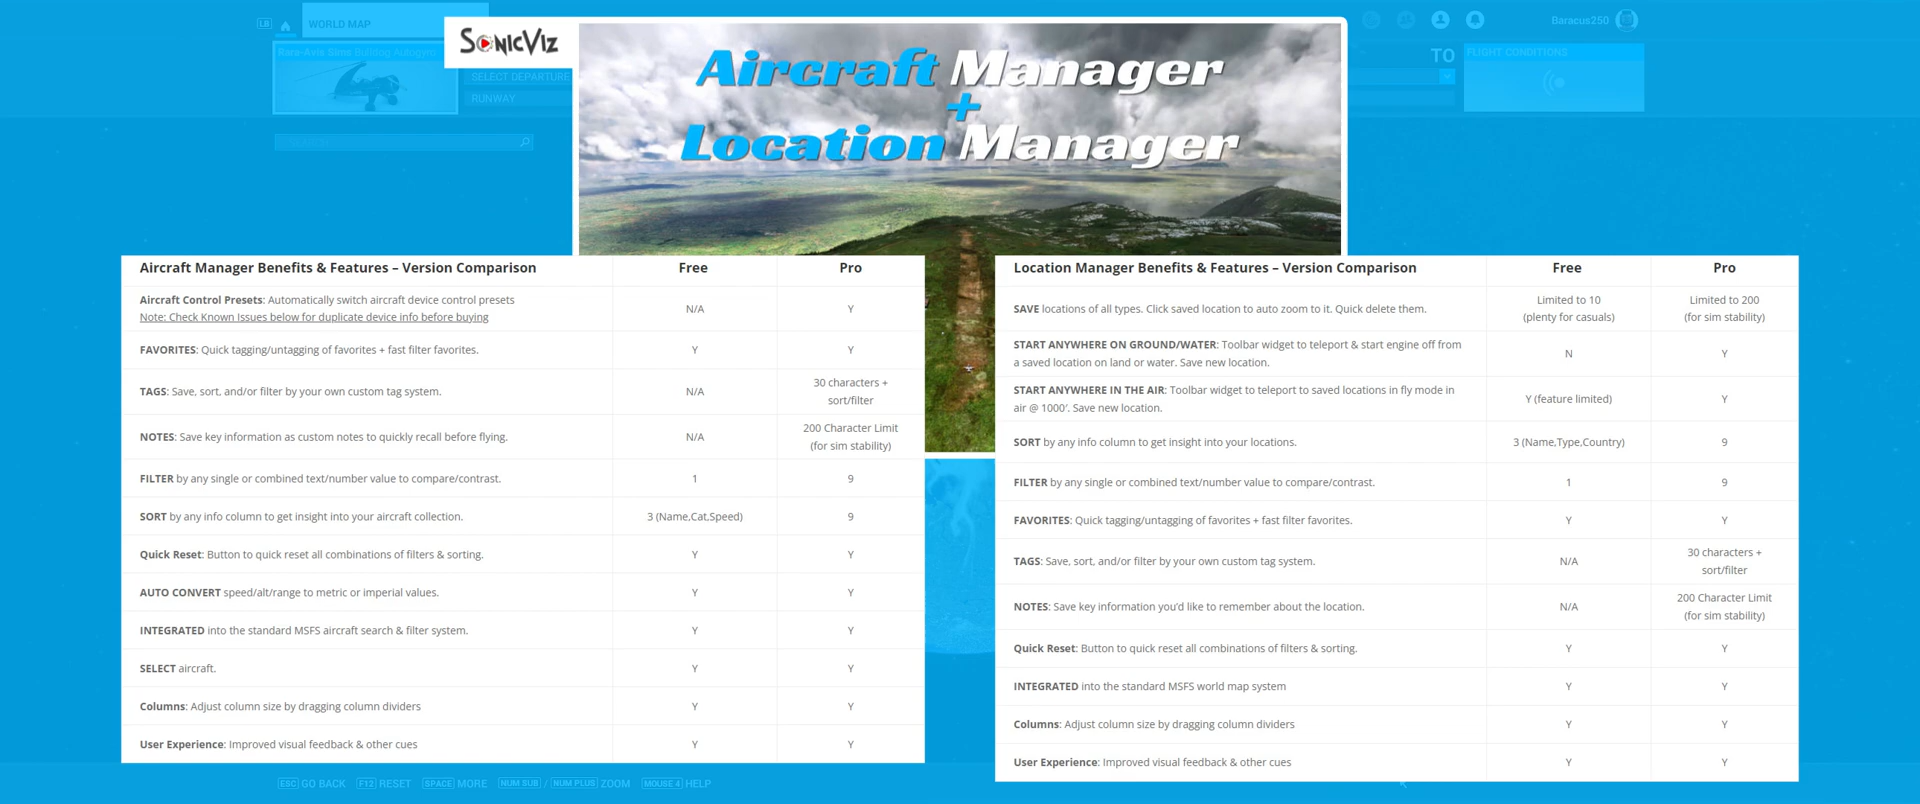 LB
WORLD MAP
Baracus250
SonicViz
Aircraft Manager
+
Location Manager
Rara-Avis Sims Bulldog Autogyro
SELECT DEPARTURE
RUNWAY
TO
FLIGHT CONDITIONS
SEARCH
Aircraft Manager Benefits & Features – Version Comparison Free Pro
Aircraft Control Presets: Automatically switch aircraft device control presets
Note: Check Known Issues below for duplicate device info before buying
N/A Y
FAVORITES: Quick tagging/untagging of favorites + fast filter favorites. Y Y
TAGS: Save, sort, and/or filter by your own custom tag system. N/A
30 characters +
sort/filter
NOTES: Save key information as custom notes to quickly recall before flying. N/A
200 Character Limit
(for sim stability)
FILTER by any single or combined text/number value to compare/contrast. 1 9
SORT by any info column to get insight into your aircraft collection. 3 (Name,Cat,Speed) 9
Quick Reset: Button to quick reset all combinations of filters & sorting. Y Y
AUTO CONVERT speed/alt/range to metric or imperial values. Y Y
INTEGRATED into the standard MSFS aircraft search & filter system. Y Y
SELECT aircraft. Y Y
Columns: Adjust column size by dragging column dividers Y Y
User Experience: Improved visual feedback & other cues Y Y
Location Manager Benefits & Features – Version Comparison Free Pro
SAVE locations of all types. Click saved location to auto zoom to it. Quick delete them.
Limited to 10
(plenty for casuals)
Limited to 200
(for sim stability)
START ANYWHERE ON GROUND/WATER: Toolbar widget to teleport & start engine off from
a saved location on land or water. Save new location.
N Y
START ANYWHERE IN THE AIR: Toolbar widget to teleport to saved locations in fly mode in
air @ 1000′. Save new location.
Y (feature limited) Y
SORT by any info column to get insight into your locations. 3 (Name,Type,Country) 9
FILTER by any single or combined text/number value to compare/contrast. 1 9
FAVORITES: Quick tagging/untagging of favorites + fast filter favorites. Y Y
TAGS: Save, sort, and/or filter by your own custom tag system. N/A
30 characters +
sort/filter
NOTES: Save key information you’d like to remember about the location. N/A
200 Character Limit
(for sim stability)
Quick Reset: Button to quick reset all combinations of filters & sorting. Y Y
INTEGRATED into the standard MSFS world map system Y Y
Columns: Adjust column size by dragging column dividers Y Y
User Experience: Improved visual feedback & other cues Y Y
ESC GO BACK F12 RESET SPACE MORE NUM SUB / NUM PLUS ZOOM MOUSE 4 HELP